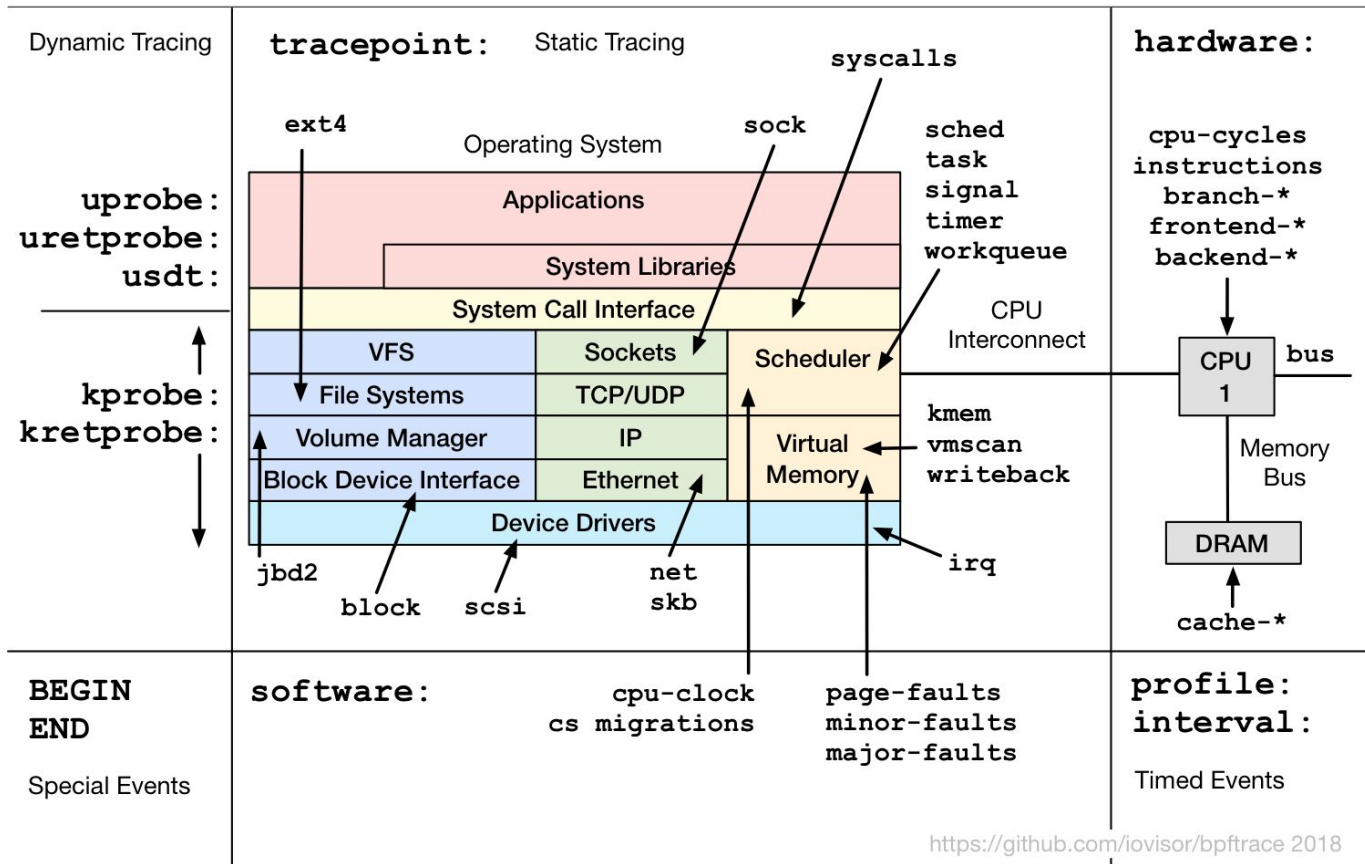 Dynamic Tracing
tracepoint: Static Tracing
hardware:
syscalls
ext4
sock
Operating System
sched
task
signal
timer
workqueue
cpu-cycles
instructions
branch-*
frontend-*
backend-*
uprobe:
uretprobe:
usdt:
Applications
System Libraries
System Call Interface
VFS
Sockets
Scheduler
File Systems
TCP/UDP
Volume Manager
IP
Virtual
Memory
Block Device Interface
Ethernet
Device Drivers
CPU
Interconnect
CPU
1
bus
kprobe:
kretprobe:
kmem
vmscan
writeback
Memory
Bus
DRAM
cache-*
jbd2
block
scsi
net
skb
irq
BEGIN
END
Special Events
software:
cpu-clock
cs migrations
page-faults
minor-faults
major-faults
profile:
interval:
Timed Events
https://github.com/iovisor/bpftrace 2018